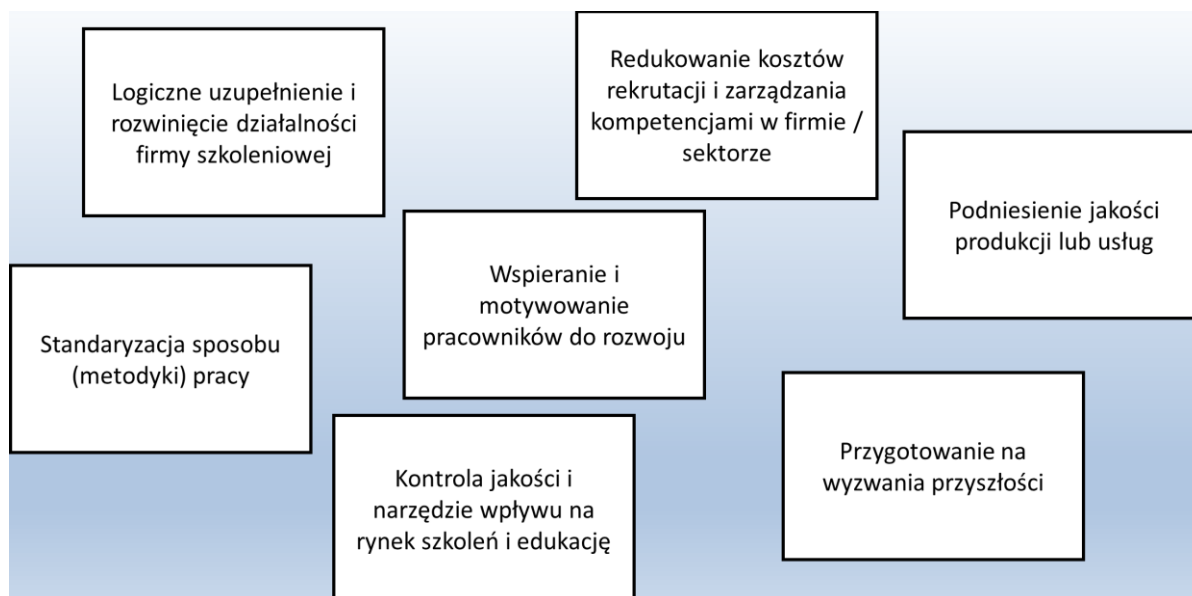 Logiczne uzupełnienie i
rozwinięcie działalności
firmy szkoleniowej
Redukowanie kosztów
rekrutacji i zarządzania
kompetencjami w firmie /
sektorze
Podniesienie jakości
produkcji lub usług
Wspieranie i
motywowanie
pracowników do rozwoju
Standaryzacja sposobu
(metodyki) pracy
Kontrola jakości i
narzędzie wpływu na
rynek szkoleń i edukację
Przygotowanie na
wyzwania przyszłości